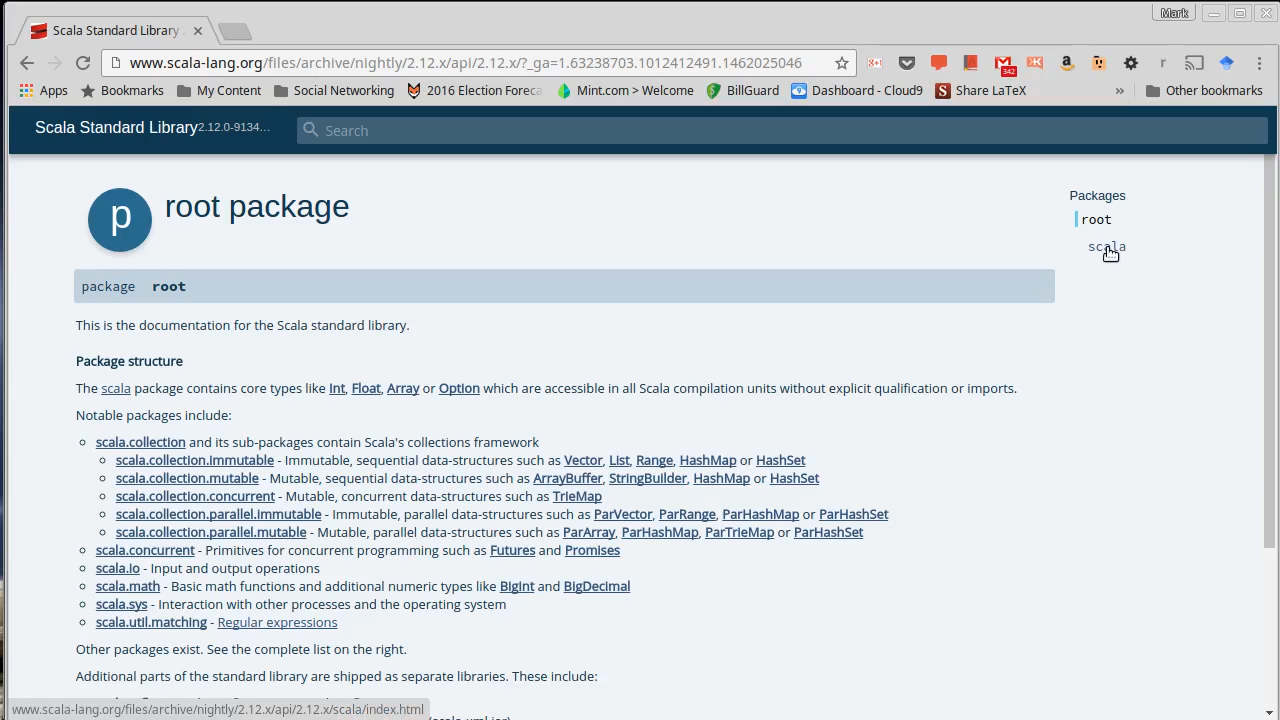 Mark
Scala Standard Library
www.scala-lang.org/files/archive/nightly/2.12.x/api/2.12.x/?_ga=1.63238703.1012412491.1462025046
342
r
Apps Bookmarks My Content Social Networking 2016 Election Foreca Mint.com > Welcome BillGuard Dashboard - Cloud9 Share LaTeX » Other bookmarks
Scala Standard Library 2.12.0-9134… Search
p root package
Packages
root
scala
package root
This is the documentation for the Scala standard library.
Package structure
The scala package contains core types like Int, Float, Array or Option which are accessible in all Scala compilation units without explicit qualification or imports.
Notable packages include:
scala.collection and its sub-packages contain Scala's collections framework
scala.collection.immutable - Immutable, sequential data-structures such as Vector, List, Range, HashMap or HashSet
scala.collection.mutable - Mutable, sequential data-structures such as ArrayBuffer, StringBuilder, HashMap or HashSet
scala.collection.concurrent - Mutable, concurrent data-structures such as TrieMap
scala.collection.parallel.immutable - Immutable, parallel data-structures such as ParVector, ParRange, ParHashMap or ParHashSet
scala.collection.parallel.mutable - Mutable, parallel data-structures such as ParArray, ParHashMap, ParTrieMap or ParHashSet
scala.concurrent - Primitives for concurrent programming such as Futures and Promises
scala.io - Input and output operations
scala.math - Basic math functions and additional numeric types like BigInt and BigDecimal
scala.sys - Interaction with other processes and the operating system
scala.util.matching - Regular expressions
Other packages exist. See the complete list on the right.
Additional parts of the standard library are shipped as separate libraries. These include:
www.scala-lang.org/files/archive/nightly/2.12.x/api/2.12.x/scala/index.html